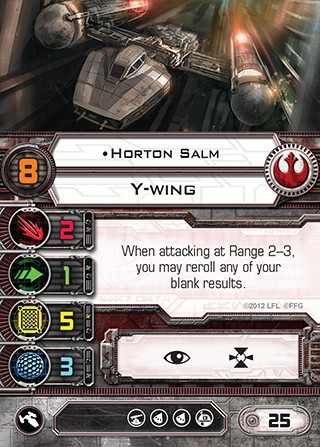 •Horton Salm
8
Y-wing
2
When attacking at Range 2–3,
you may reroll any of your
blank results.
1
©2012 LFL ©FFG
5
3
25